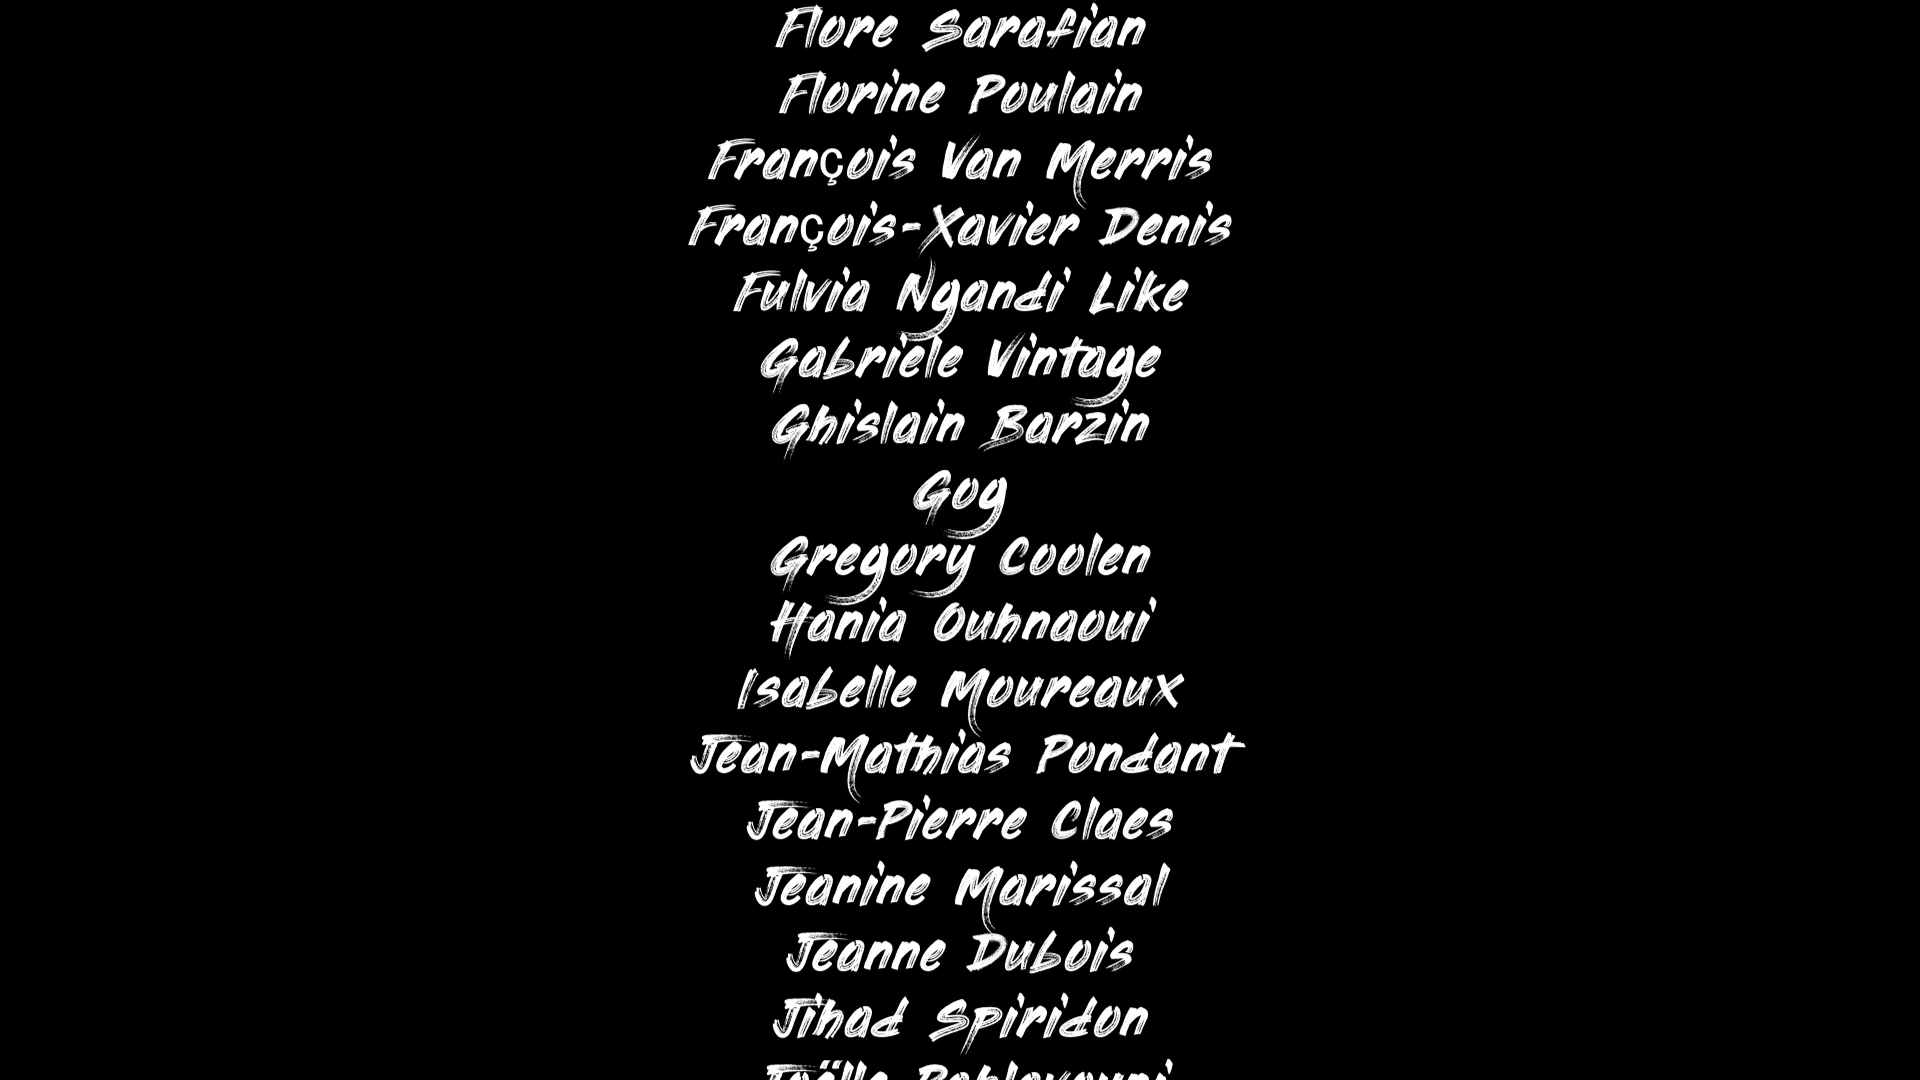 Flore Sarafian
Florine Poulain
François Van Merris
François-Xavier Denis
Fulvia Ngandi Like
Gabriele Vintage
Ghislain Barzin
Gog
Gregory Coolen
Hania Ouhnaoui
Isabelle Moureaux
Jean-Mathias Pondant
Jean-Pierre Claes
Jeanine Marissal
Jeanne Dubois
Jihad Spiridon
Joëlle